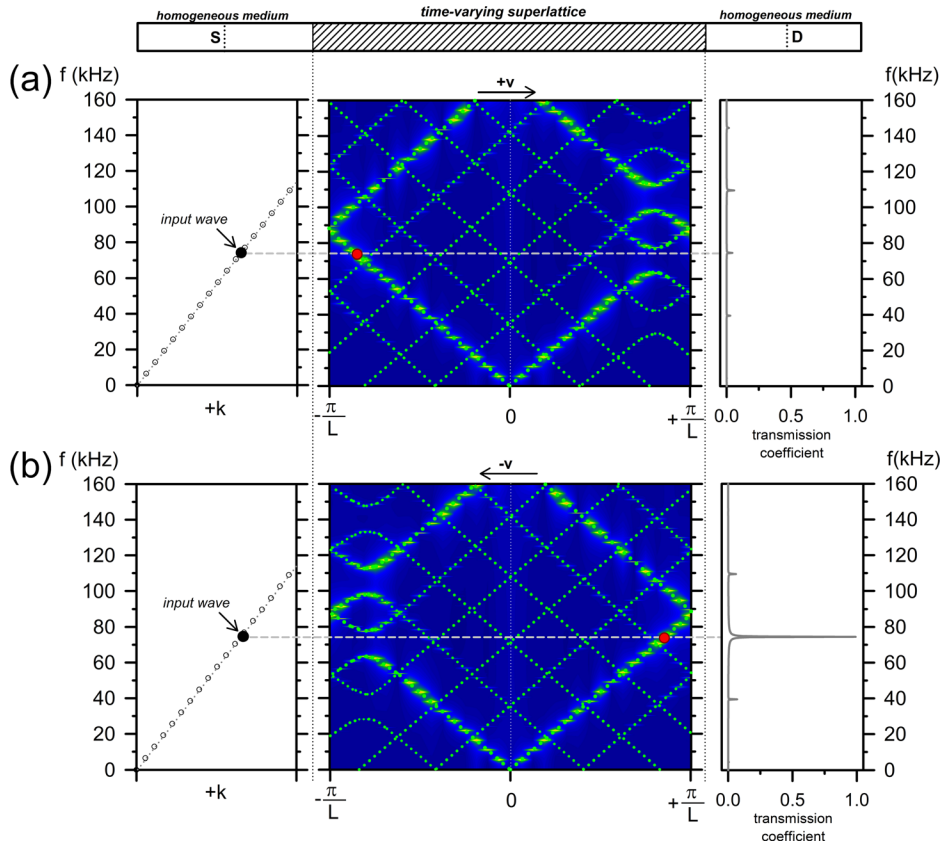 homogeneous medium
time-varying superlattice
homogeneous medium
S
D
(a)
f (kHz)
+v
f(kHz)
160
140
120
100
80
60
40
20
0
input wave
+k
-π/L
0
+π/L
160
140
120
100
80
60
40
20
0
0.0 0.5 1.0
transmission
coefficient
(b)
f (kHz)
-v
f(kHz)
160
140
120
100
80
60
40
20
0
input wave
+k
-π/L
0
+π/L
160
140
120
100
80
60
40
20
0
0.0 0.5 1.0
transmission
coefficient